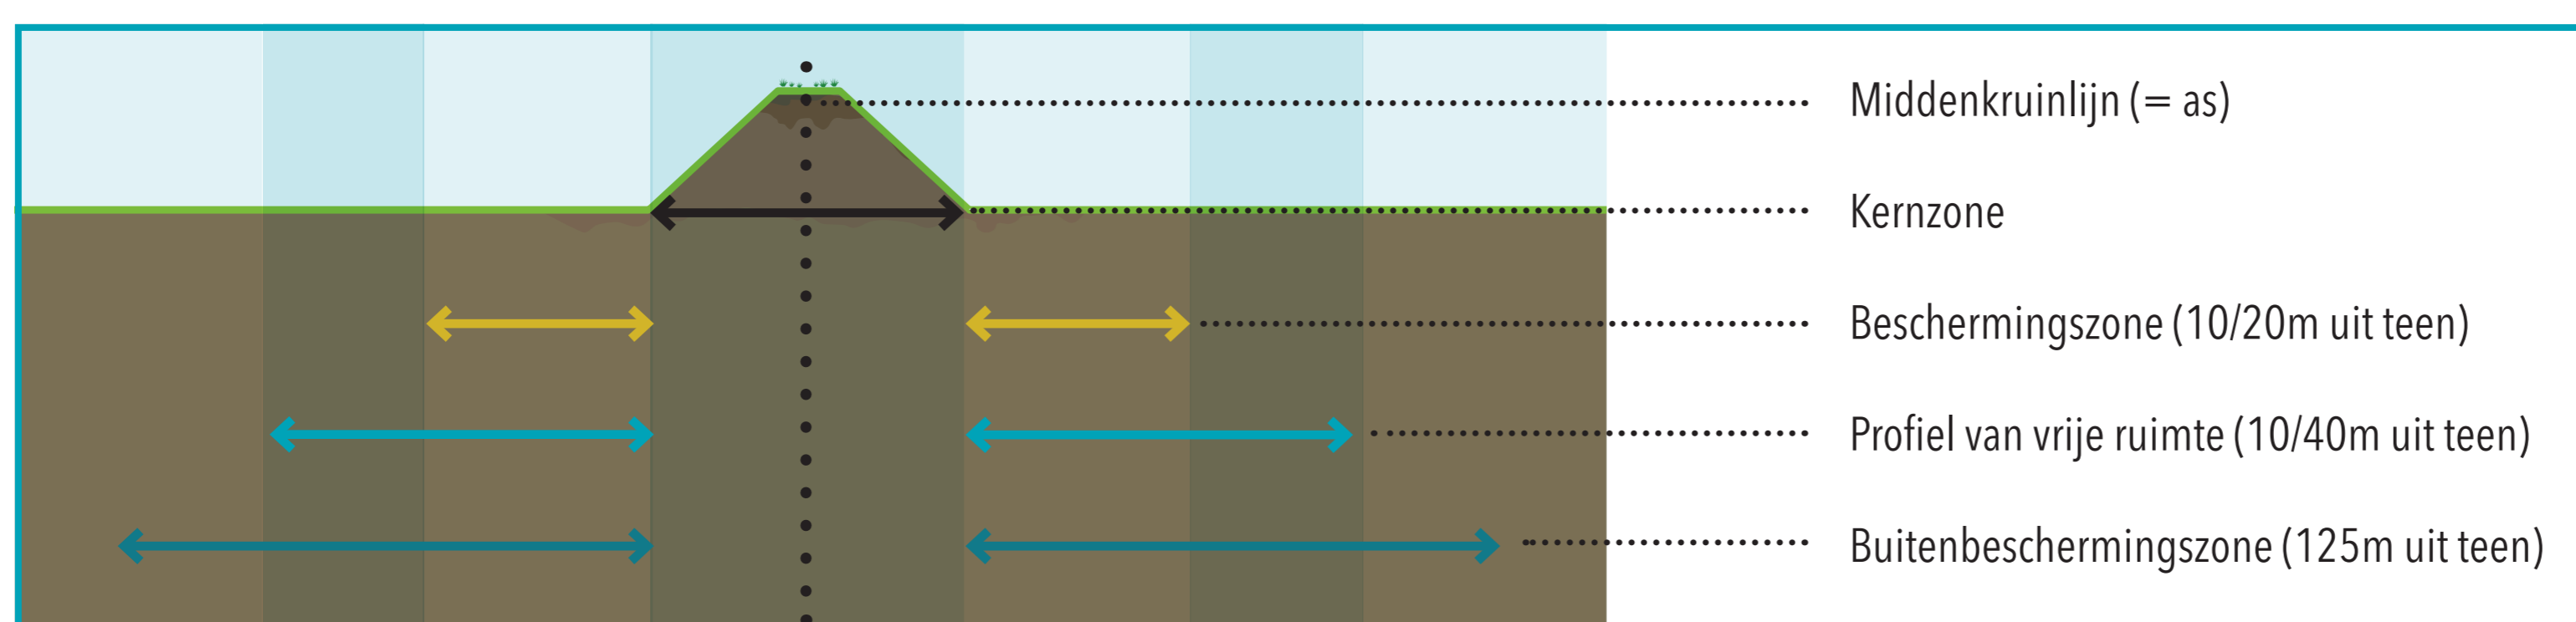 Middenkruinlijn (= as)
Kernzone
Beschermingszone (10/20m uit teen)
Profiel van vrije ruimte (10/40m uit teen)
Buitenbeschermingszone (125m uit teen)